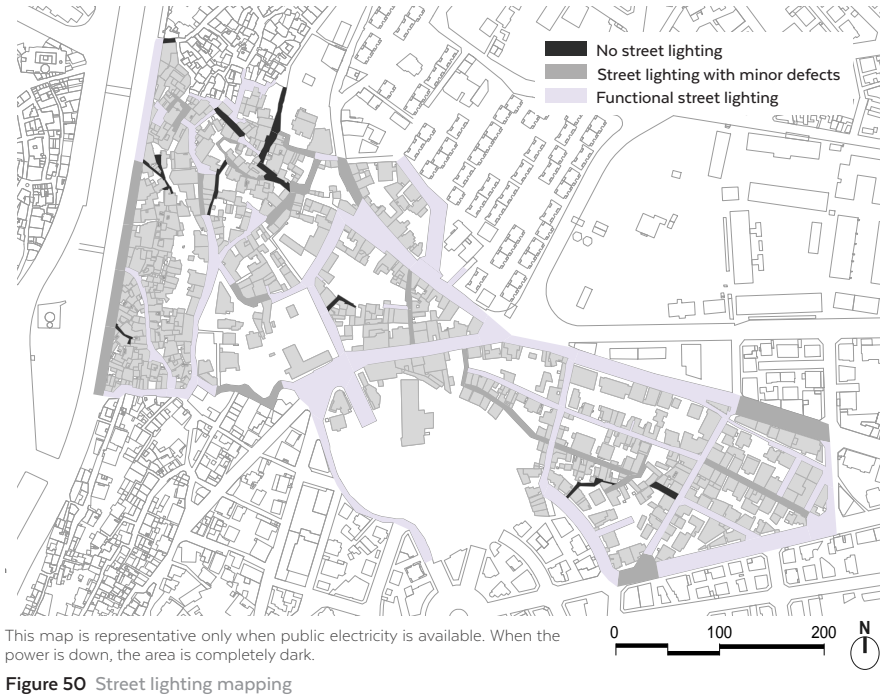 No street lighting
Street lighting with minor defects
Functional street lighting
This map is representative only when public electricity is available. When the
power is down, the area is completely dark.
0 100 200
N
Figure 50 Street lighting mapping